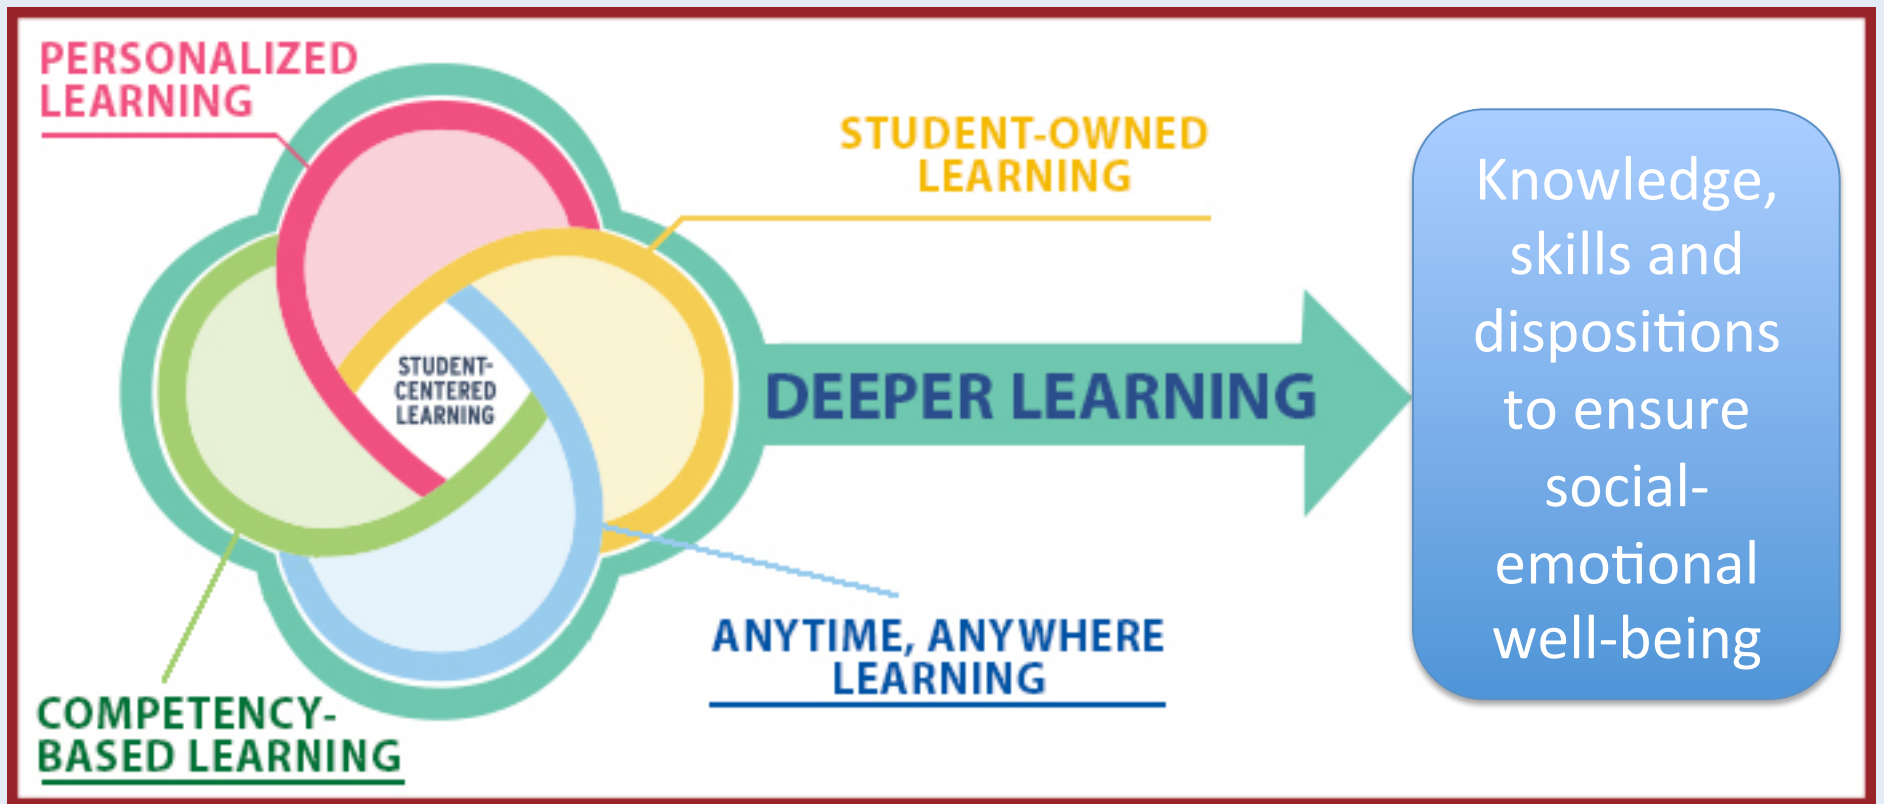 PERSONALIZED
LEARNING
STUDENT-OWNED
LEARNING
STUDENT-
CENTERED
LEARNING
DEEPER LEARNING
ANYTIME, ANYWHERE
LEARNING
COMPETENCY-
BASED LEARNING
Knowledge,
skills and
dispositions
to ensure
social-
emotional
well-being